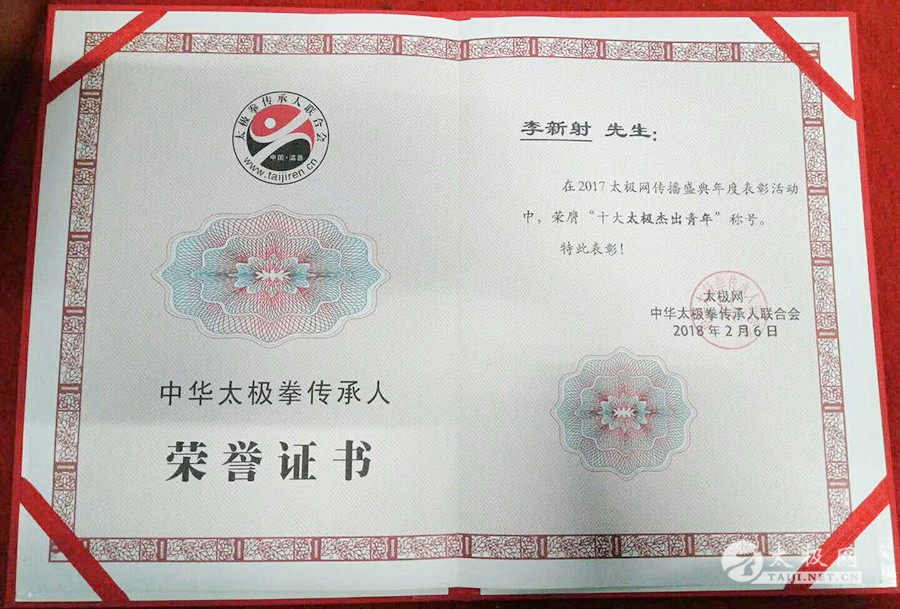 太极拳传承人联合会
中国·温县
www.taijiren.cn
中华太极拳传承人
荣誉证书
李新射 先生:
在2017太极网传播盛典年度表彰活动
中，荣膺“十大太极杰出青年”称号。
特此表彰！
太极网
中华太极拳传承人联合会
2018年2月6日
太极网
TAIJI.NET.CN